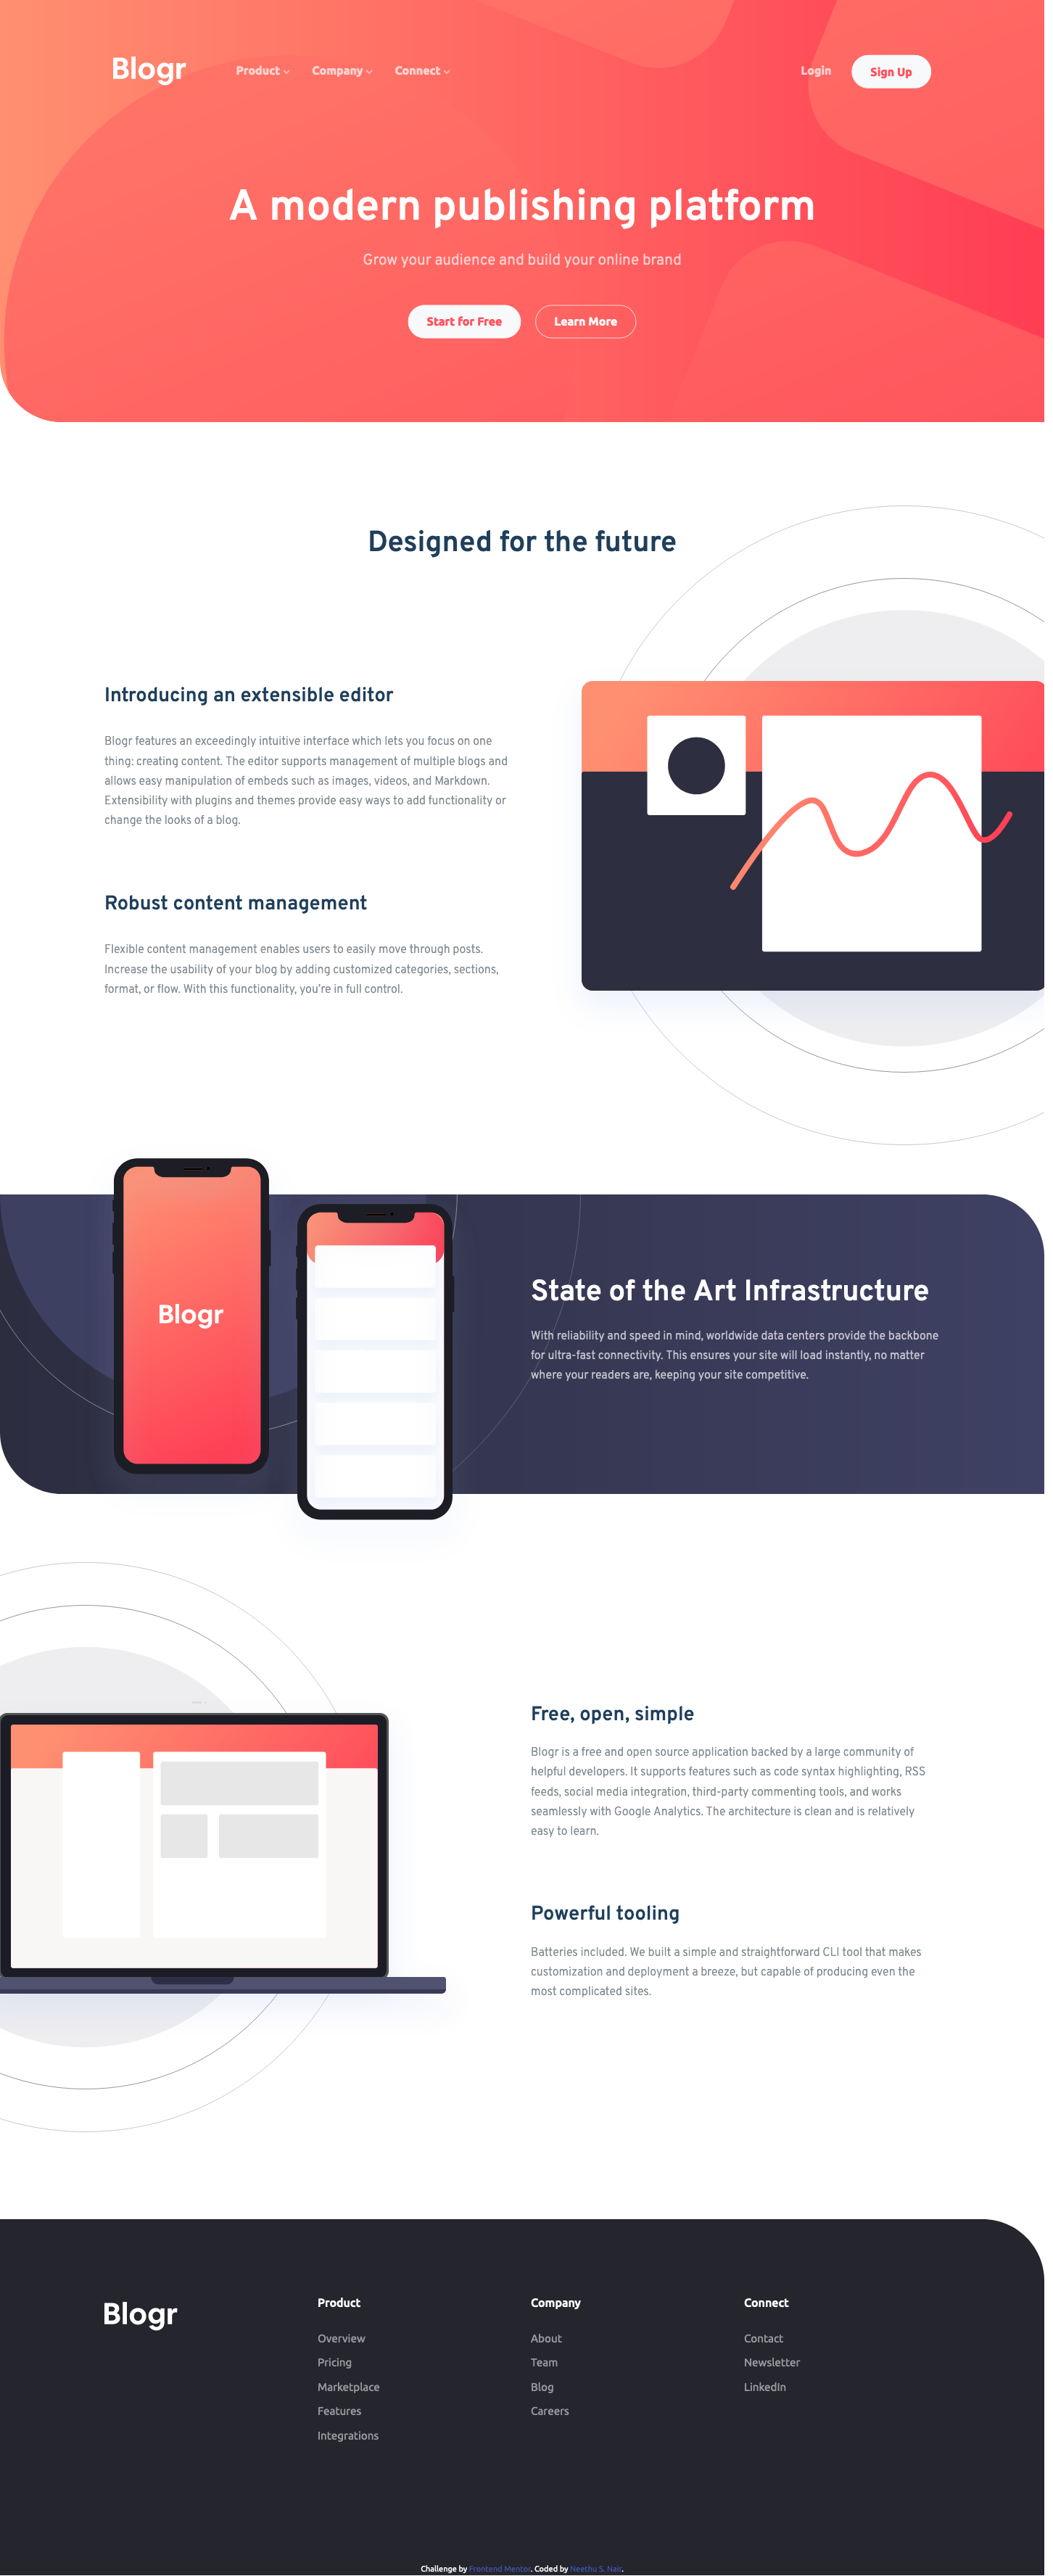 Blogr
Product Company Connect
Login Sign Up
A modern publishing platform
Grow your audience and build your online brand
Start for Free Learn More
Designed for the future
Introducing an extensible editor
Blogr features an exceedingly intuitive interface which lets you focus on one
thing: creating content. The editor supports management of multiple blogs and
allows easy manipulation of embeds such as images, videos, and Markdown.
Extensibility with plugins and themes provide easy ways to add functionality or
change the looks of a blog.
Robust content management
Flexible content management enables users to easily move through posts.
Increase the usability of your blog by adding customized categories, sections,
format, or flow. With this functionality, you're in full control.
Blogr
State of the Art Infrastructure
With reliability and speed in mind, worldwide data centers provide the backbone
for ultra-fast connectivity. This ensures your site will load instantly, no matter
where your readers are, keeping your site competitive.
Free, open, simple
Blogr is a free and open source application backed by a large community of
helpful developers. It supports features such as code syntax highlighting, RSS
feeds, social media integration, third-party commenting tools, and works
seamlessly with Google Analytics. The architecture is clean and is relatively
easy to learn.
Powerful tooling
Batteries included. We built a simple and straightforward CLI tool that makes
customization and deployment a breeze, but capable of producing even the
most complicated sites.
Blogr
Product
Overview
Pricing
Marketplace
Features
Integrations
Company
About
Team
Blog
Careers
Connect
Contact
Newsletter
LinkedIn
Challenge by Frontend Mentor. Coded by Neethu S. Nair.